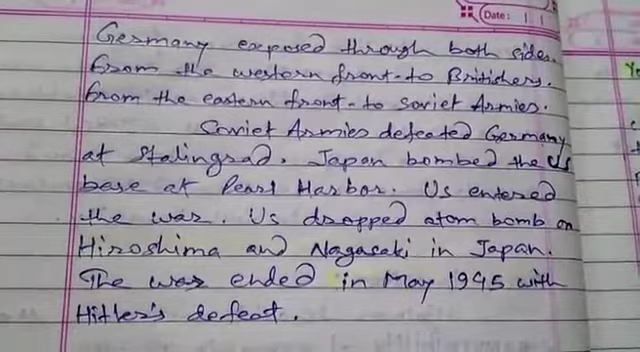 Date:
Germany exposed through both sides.
from the western front - to Britishers.
from the eastern front - to Soviet Armies.
Soviet Armies defeated Germany
at Stalingrad. Japan bombed the US
base at Pearl Harbor. Us entered
the war. Us dropped atom bomb on
Hiroshima and Nagasaki in Japan.
The war ended in May 1945 with
Hitler's defeat.